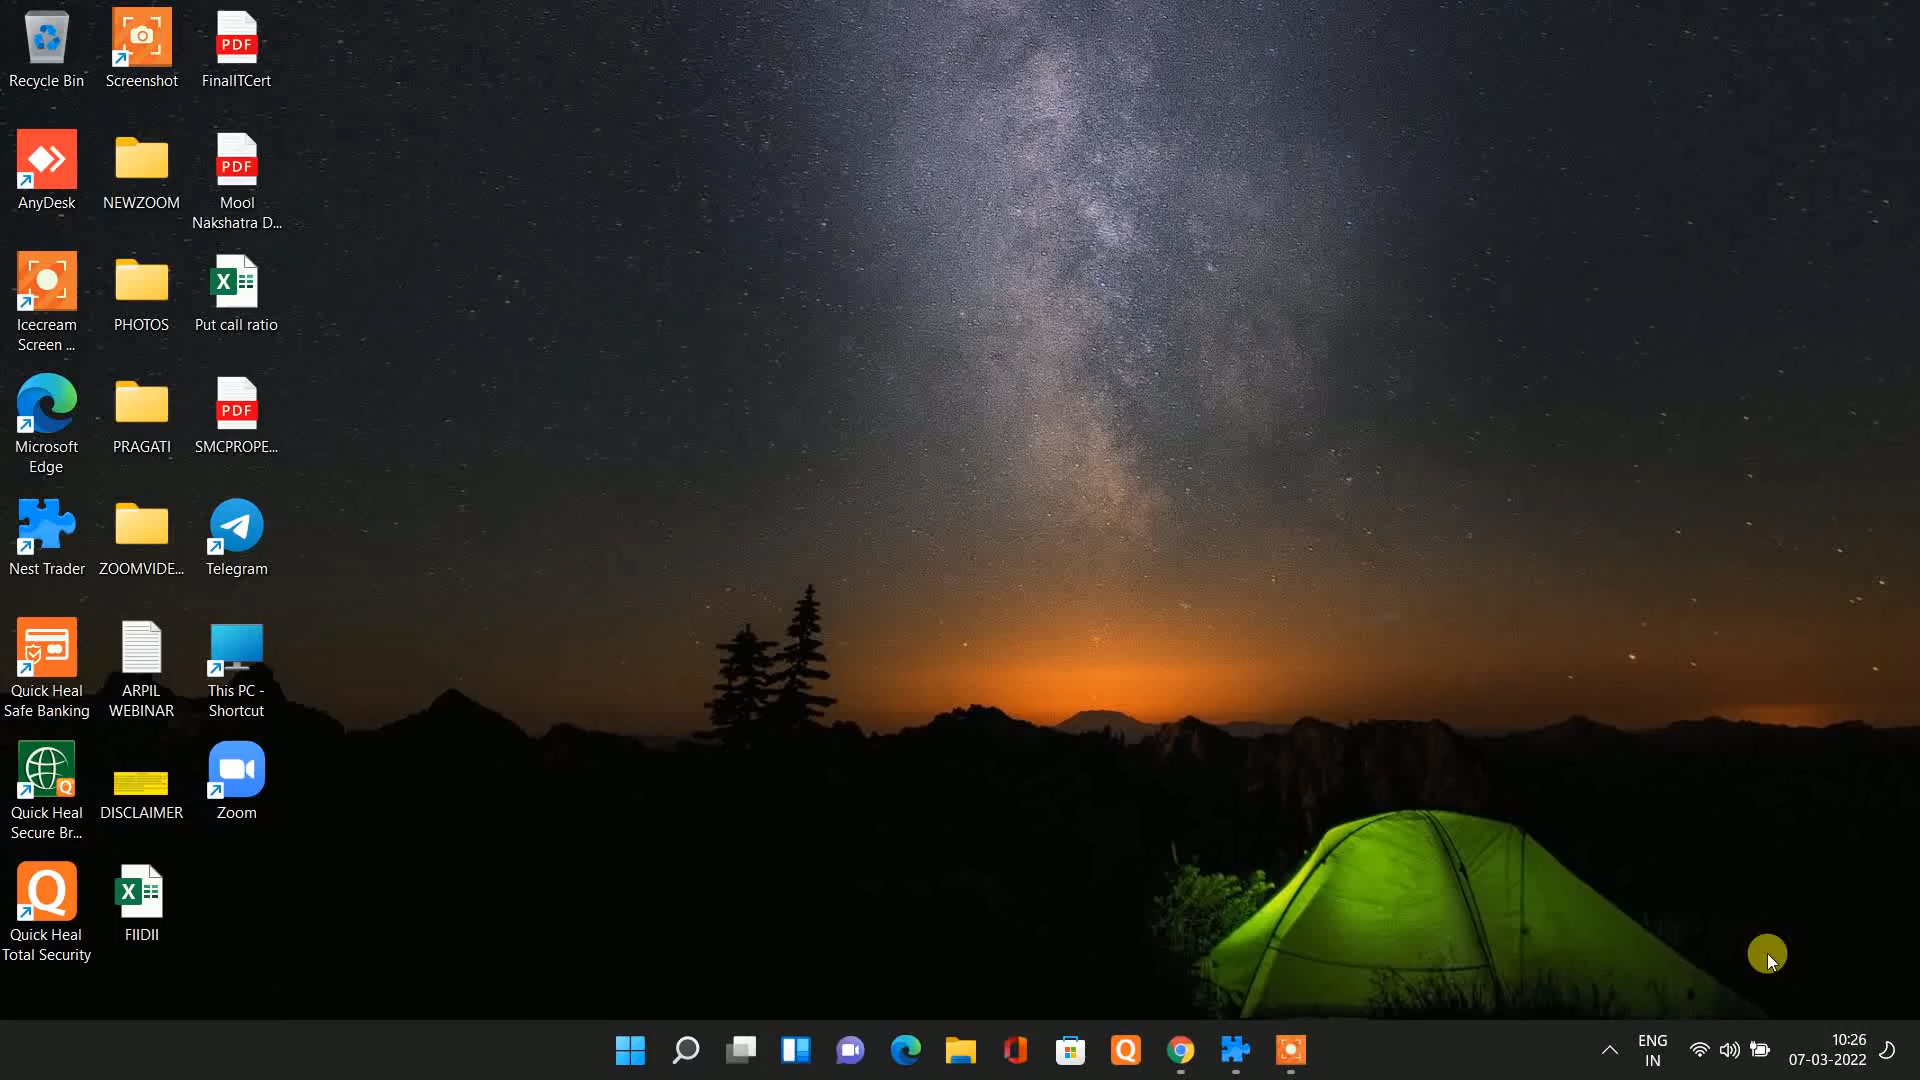 Recycle Bin
Screenshot
FinalITCert
AnyDesk
NEWZOOM
Mool
Nakshatra D...
Icecream
Screen ...
PHOTOS
Put call ratio
Microsoft
Edge
PRAGATI
SMCPROPE...
Nest Trader
ZOOMVIDE...
Telegram
Quick Heal
Safe Banking
ARPIL
WEBINAR
This PC -
Shortcut
Quick Heal
Secure Br...
DISCLAIMER
Zoom
Quick Heal
Total Security
FIIDII
PDF
PDF
PDF
ENG
IN
10:26
07-03-2022